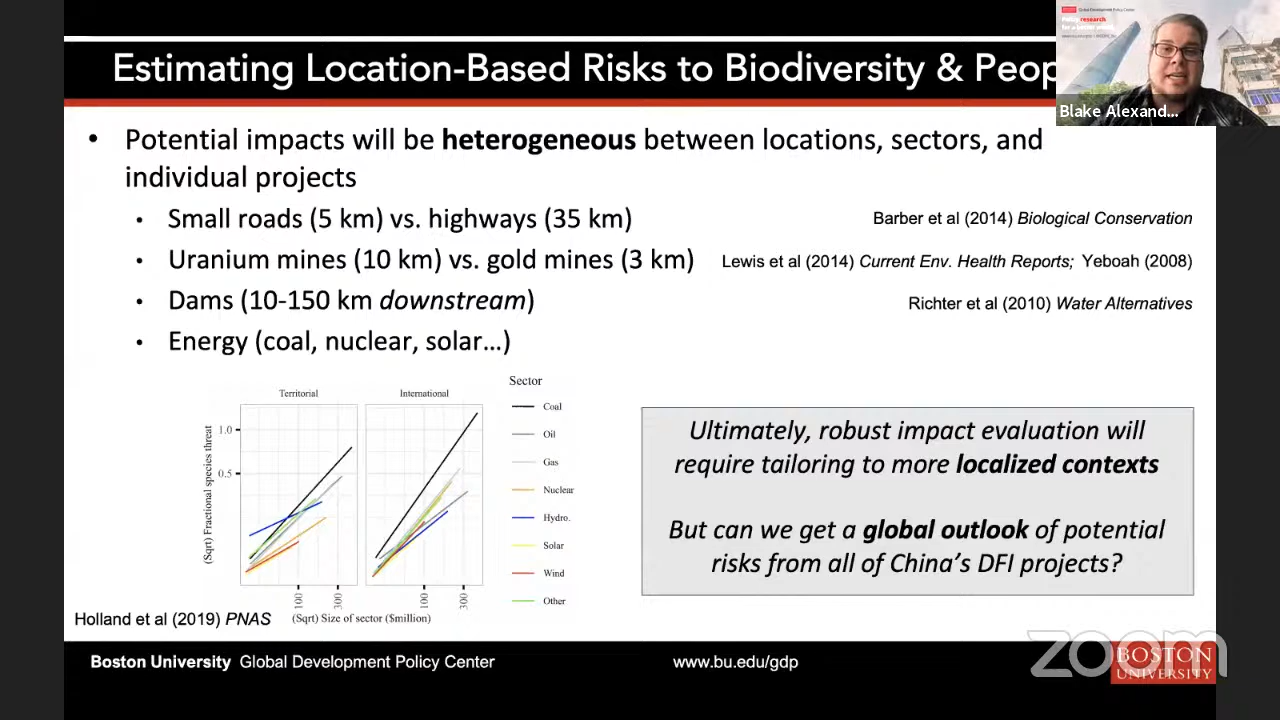 Estimating Location-Based Risks to Biodiversity & Peop
research
Blake Alexand...
• Potential impacts will be heterogeneous between locations, sectors, and
individual projects
• Small roads (5 km) vs. highways (35 km)
Barber et al (2014) Biological Conservation
• Uranium mines (10 km) vs. gold mines (3 km)
Lewis et al (2014) Current Env. Health Reports; Yeboah (2008)
• Dams (10-150 km downstream)
Richter et al (2010) Water Alternatives
• Energy (coal, nuclear, solar...)
Territorial
International
Sector
Coal
Oil
Gas
Nuclear
Hydro.
Solar
Wind
Other
(Sqrt) Fractional species threat
1.0
0.5
100
300
100
300
(Sqrt) Size of sector ($million)
Holland et al (2019) PNAS
Ultimately, robust impact evaluation will
require tailoring to more localized contexts
But can we get a global outlook of potential
risks from all of China's DFI projects?
Boston University Global Development Policy Center
www.bu.edu/gdp
zoom
BOSTON
UNIVERSITY